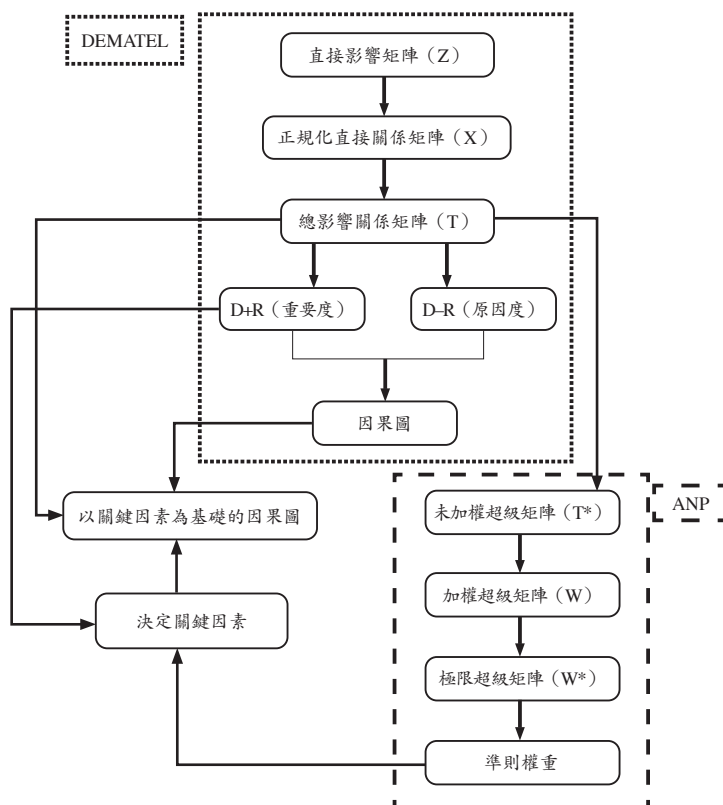 DEMATEL
直接影響矩陣（Z）
正規化直接關係矩陣（X）
總影響關係矩陣（T）
D+R（重要度）
D–R（原因度）
因果圖
以關鍵因素為基礎的因果圖
未加權超級矩陣（T*）
ANP
加權超級矩陣（W）
決定關鍵因素
極限超級矩陣（W*）
準則權重